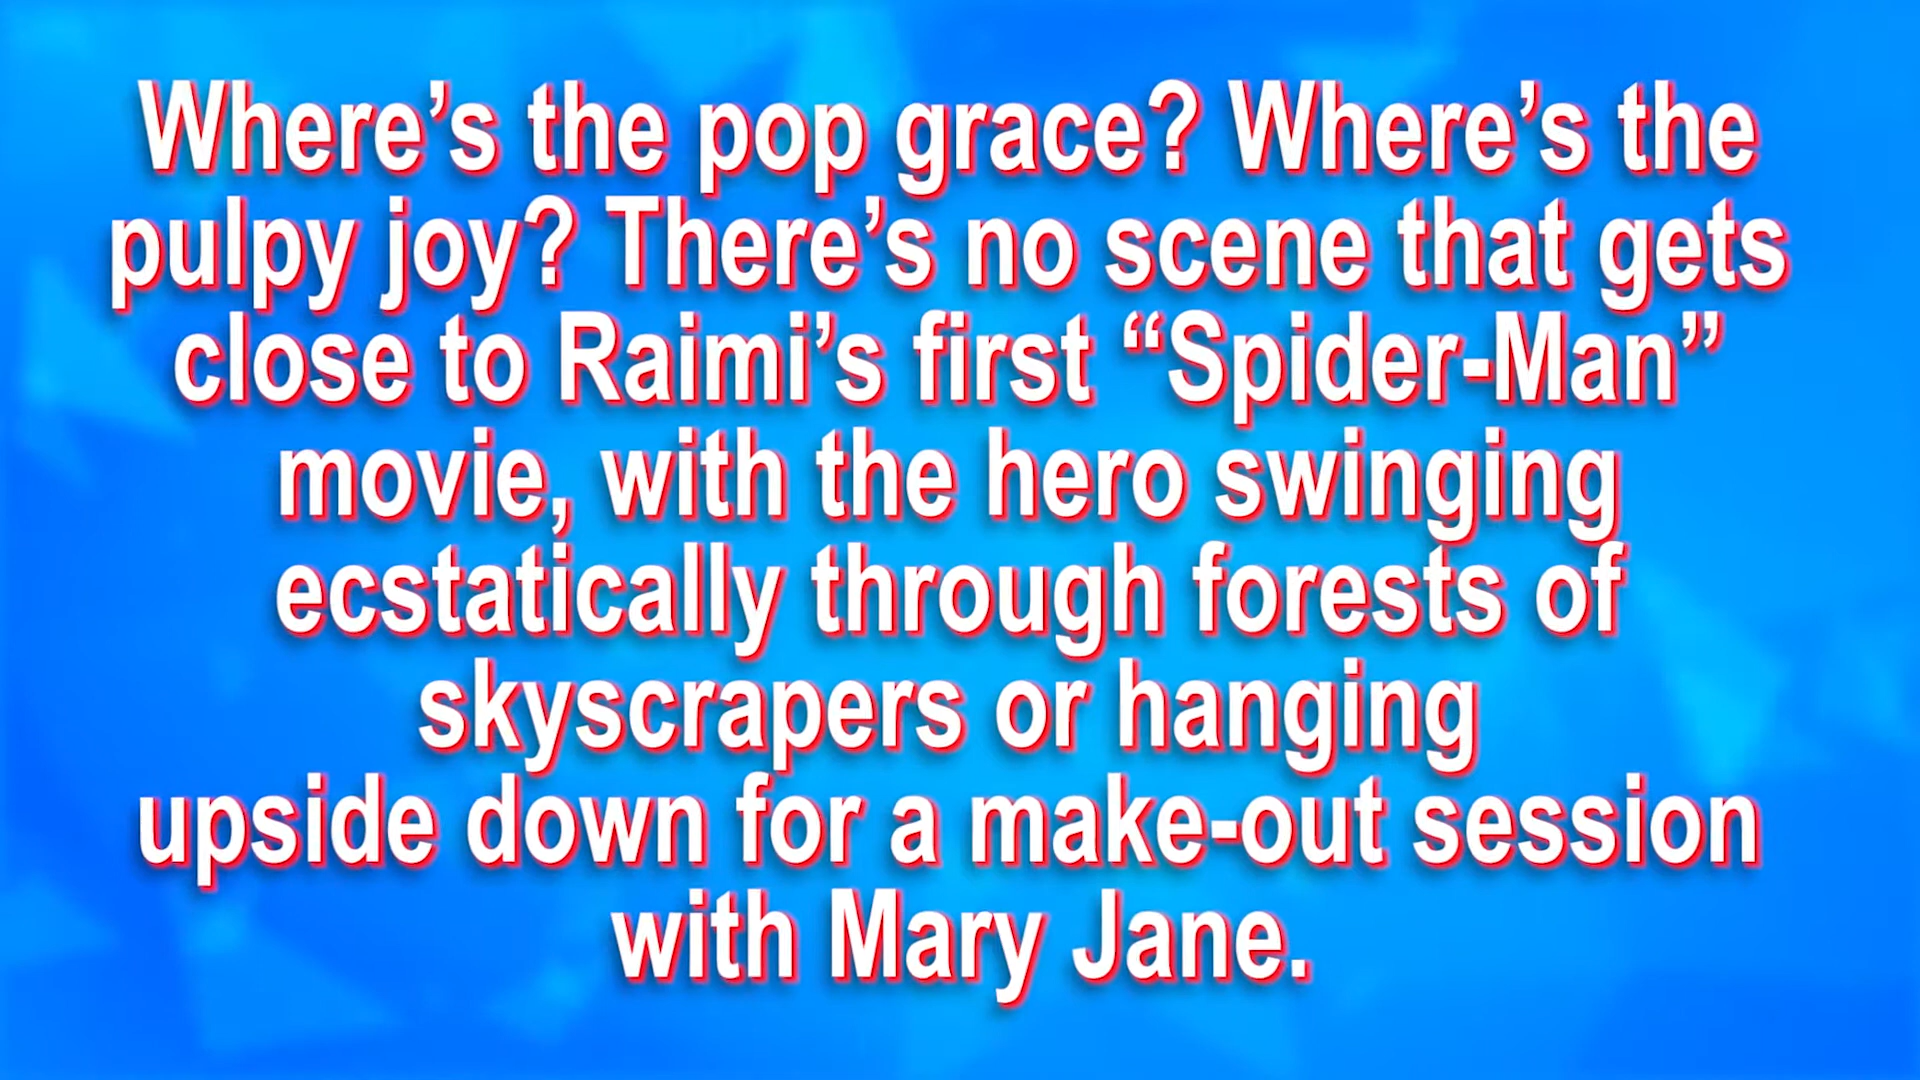 Where’s the pop grace? Where’s the
pulpy joy? There’s no scene that gets
close to Raimi’s first “Spider-Man”
movie, with the hero swinging
ecstatically through forests of
skyscrapers or hanging
upside down for a make-out session
with Mary Jane.